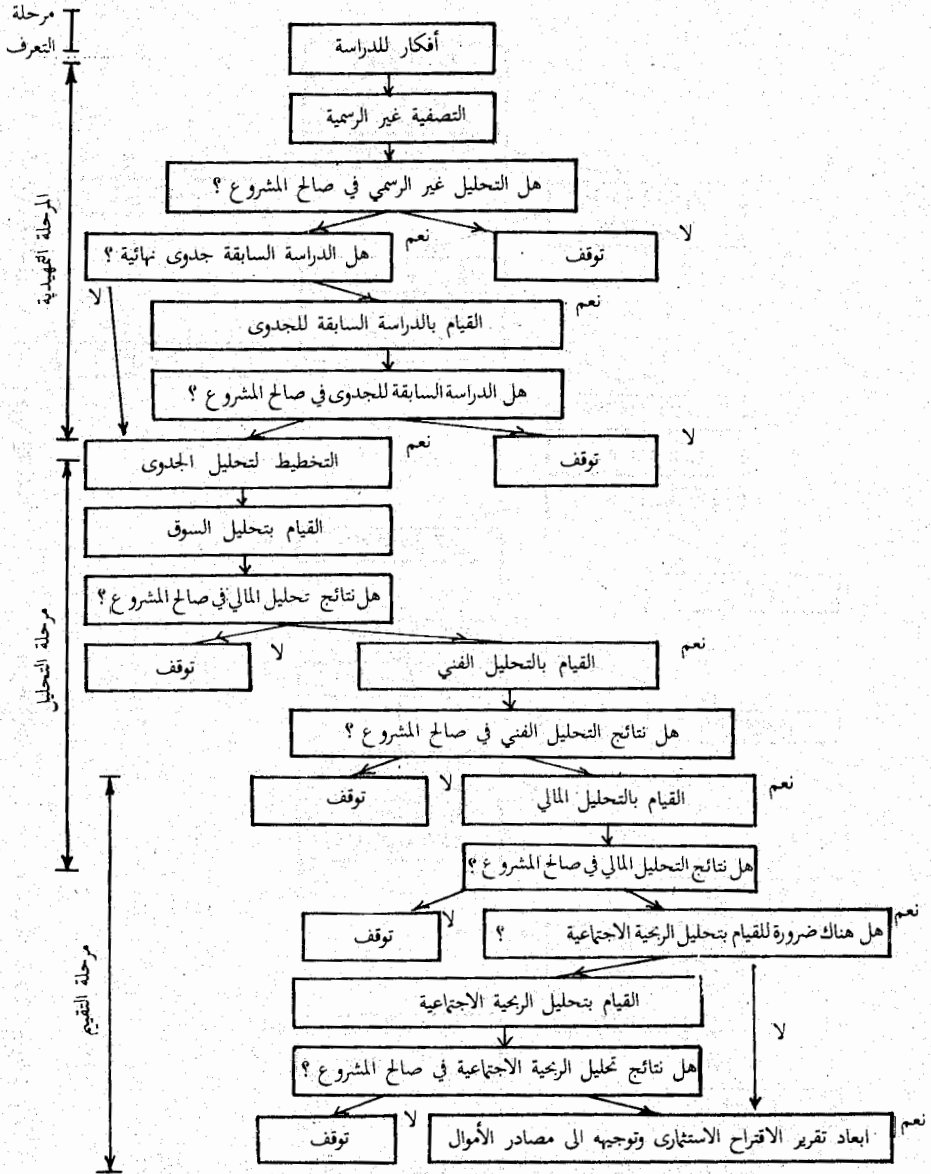 مرحلة
التعرف
أفكار للدراسة
التصفية غير الرسمية
هل التحليل غير الرسمي في صالح المشروع ؟
لا
نعم
توقف
هل الدراسة السابقة جدوى نهائية ؟
المرحلة التمهيدية
لا
نعم
القيام بالدراسة السابقة للجدوى
هل الدراسة السابقة للجدوى في صالح المشروع ؟
لا
نعم
توقف
التخطيط لتحليل الجدوى
القيام بتحليل السوق
هل نتائج تحليل المالي في صالح المشروع ؟
مرحلة التحليل
نعم
لا
القيام بالتحليل الفني
توقف
هل نتائج التحليل الفني في صالح المشروع ؟
نعم
لا
القيام بالتحليل المالي
توقف
هل نتائج التحليل المالي في صالح المشروع ؟
نعم
لا
هل هناك ضرورة للقيام بتحليل الربحية الاجتماعية ؟
توقف
مرحلة التقييم
القيام بتحليل الربحية الاجتماعية
لا
هل نتائج تحليل الربحية الاجتماعية في صالح المشروع ؟
نعم
لا
ابعاد تقرير الاقتراح الاستثمارى وتوجيهه الى مصادر الأموال
توقف